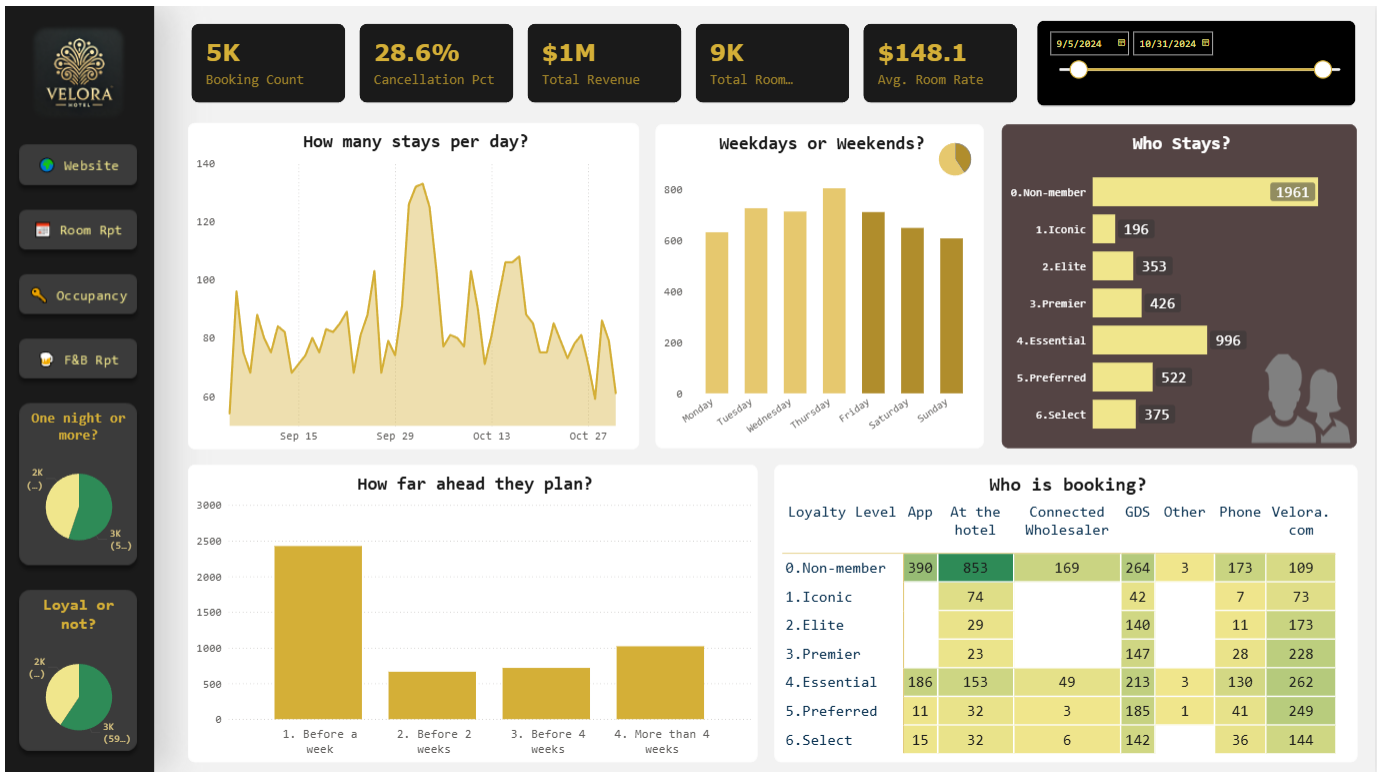 VELORA
HOTEL
Website
Room Rpt
Occupancy
F&B Rpt
One night or
more?
2K
(…)
3K
(5…)
Loyal or
not?
2K
(…)
3K
(59…)
5K
Booking Count
28.6%
Cancellation Pct
$1M
Total Revenue
9K
Total Room…
$148.1
Avg. Room Rate
9/5/2024
10/31/2024
How many stays per day?
140
120
100
80
60
Sep 15 Sep 29 Oct 13 Oct 27
Weekdays or Weekends?
800
600
400
200
0
Monday Tuesday Wednesday Thursday Friday Saturday Sunday
Who Stays?
0.Non-member 1961
1.Iconic 196
2.Elite 353
3.Premier 426
4.Essential 996
5.Preferred 522
6.Select 375
How far ahead they plan?
3000
2500
2000
1500
1000
500
0
1. Before a week
2. Before 2 weeks
3. Before 4 weeks
4. More than 4 weeks
Who is booking?
Loyalty Level App At the hotel Connected Wholesaler GDS Other Phone Velora.com
0.Non-member 390 853 169 264 3 173 109
1.Iconic 74 42 7 73
2.Elite 29 140 11 173
3.Premier 23 147 28 228
4.Essential 186 153 49 213 3 130 262
5.Preferred 11 32 3 185 1 41 249
6.Select 15 32 6 142 36 144